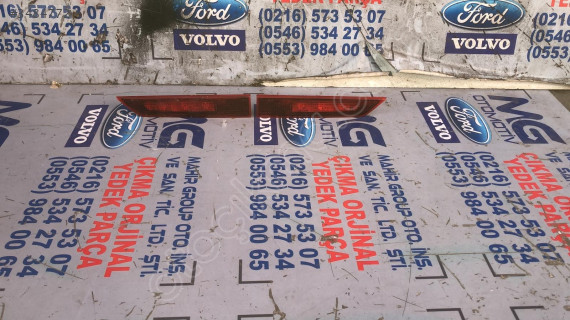 YEDEK PARÇA
(0216) 573 53 07
(0546) 534 27 34
(0553) 984 00 65
Ford
VOLVO
YEDEK PARÇA
(0216) 573 53 07
(0546) 534 27 34
(0553) 984 00 65
Ford
VOLVO
VOLVO
Ford
MG
OTOMOTİV
MAHİR GROUP OTO. İNŞ.
VE SAN. TİC. LTD. ŞTİ.
ÇIKMA ORJİNAL
YEDEK PARÇA
(0216) 573 53 07
(0546) 534 27 34
(0553) 984 00 65
VOLVO
Ford
MG
MAHİR GROUP OTO. İNŞ.
VE SAN. TİC. LTD. ŞTİ.
ÇIKMA ORJİNAL
YEDEK PARÇA
(0216) 573 53 07
(0546) 534 27 34
(0553) 984 00 65
VOLVO
Ford
MG
OTOMOTİV
ÇIKMA ORJİNAL
YEDEK PARÇA
(0216) 573 53 07
(0546) 534 27 34
(0553) 984 00 65